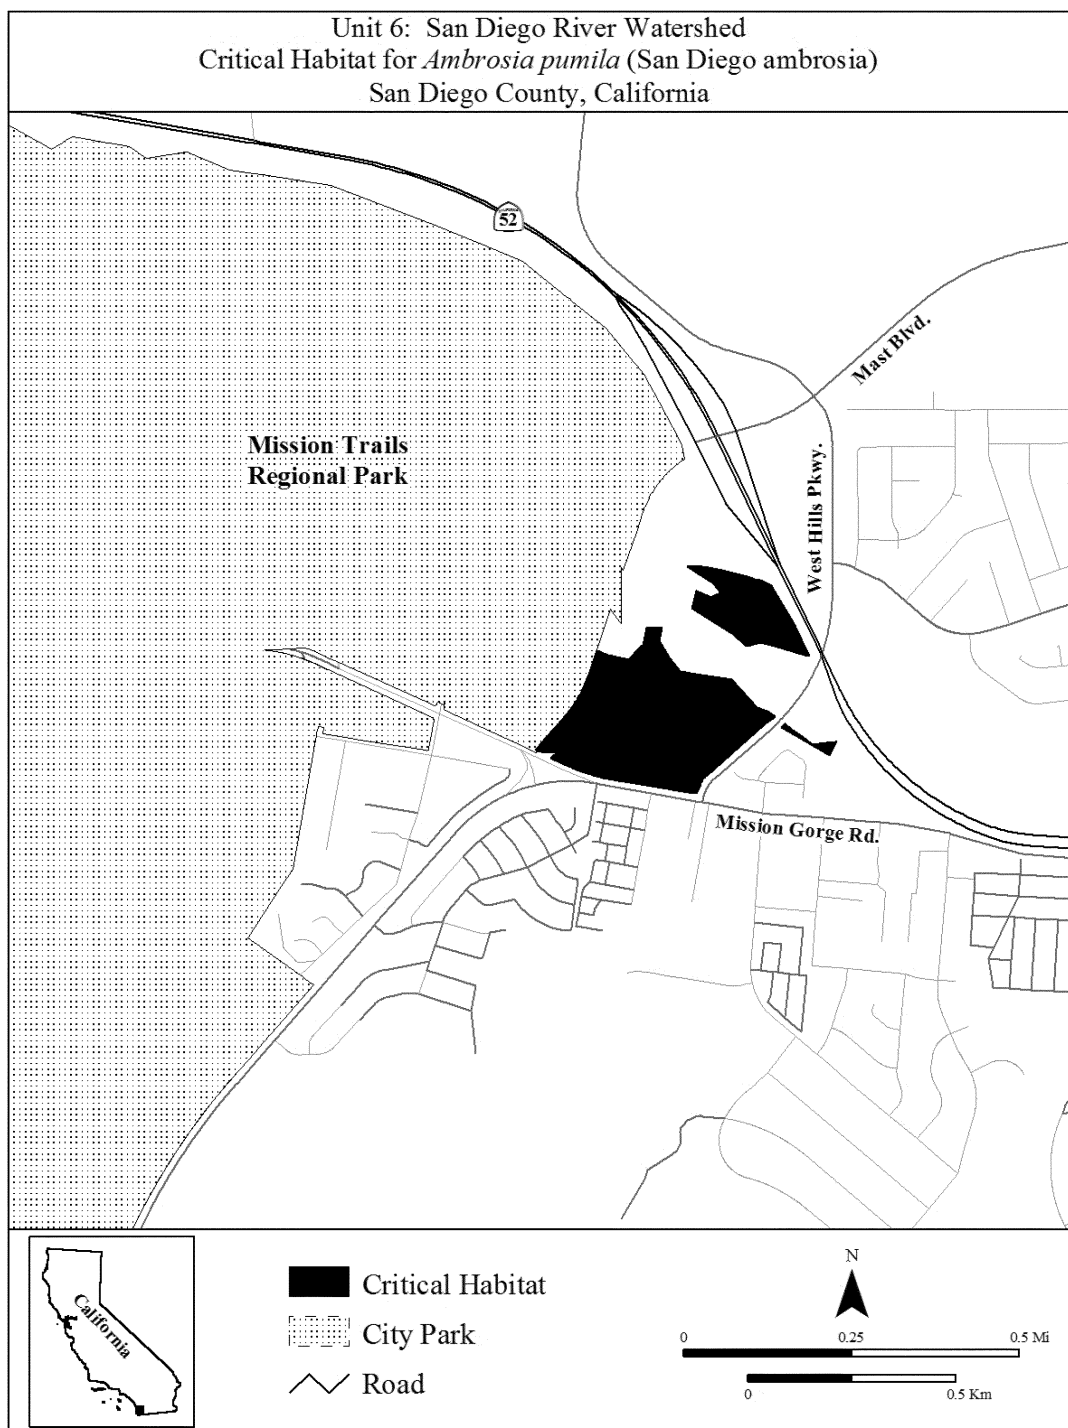 Unit 6: San Diego River Watershed
Critical Habitat for Ambrosia pumila (San Diego ambrosia)
San Diego County, California
52
Mast Blvd.
Mission Trails
Regional Park
West Hills Pkwy.
Mission Gorge Rd.
California
Critical Habitat
City Park
Road
N
0 0.25 0.5 Mi
0 0.5 Km